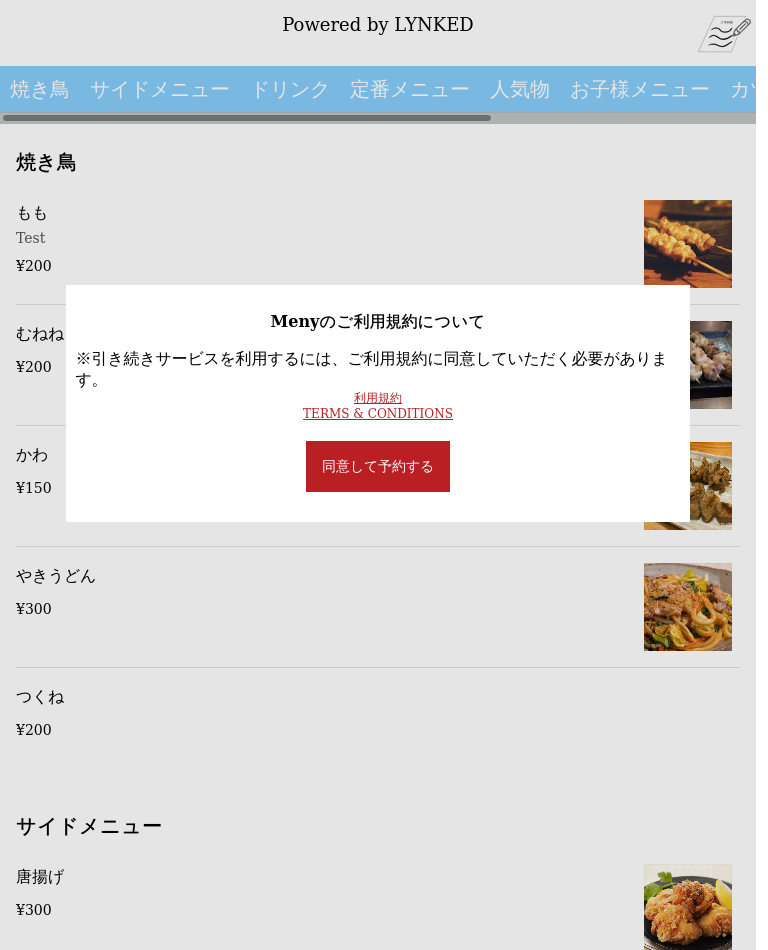 Powered by LYNKED
焼き鳥 サイドメニュー ドリンク 定番メニュー 人気物 お子様メニュー
焼き鳥
もも
Test
¥200
むねね
¥200
Menyのご利用規約について
※引き続きサービスを利用するには、ご利用規約に同意していただく必要がありま
す。
利用規約
TERMS & CONDITIONS
同意して予約する
かわ
¥150
やきうどん
¥300
つくね
¥200
サイドメニュー
唐揚げ
¥300